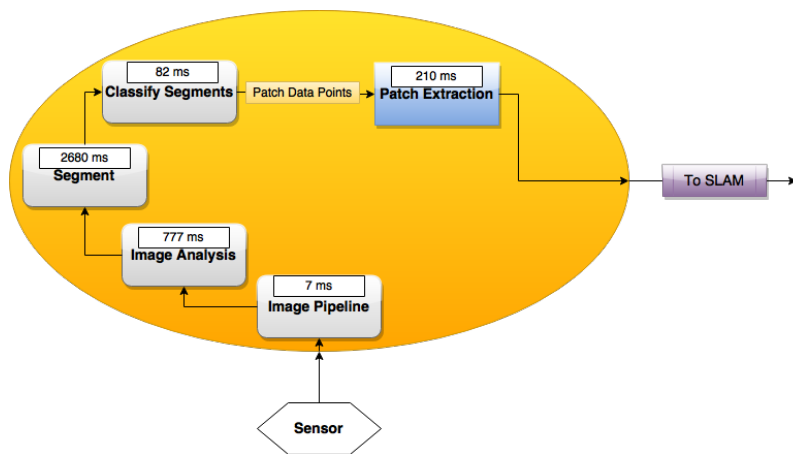 82 ms
Classify Segments
Patch Data Points
210 ms
Patch Extraction
2680 ms
Segment
To SLAM
777 ms
Image Analysis
7 ms
Image Pipeline
Sensor